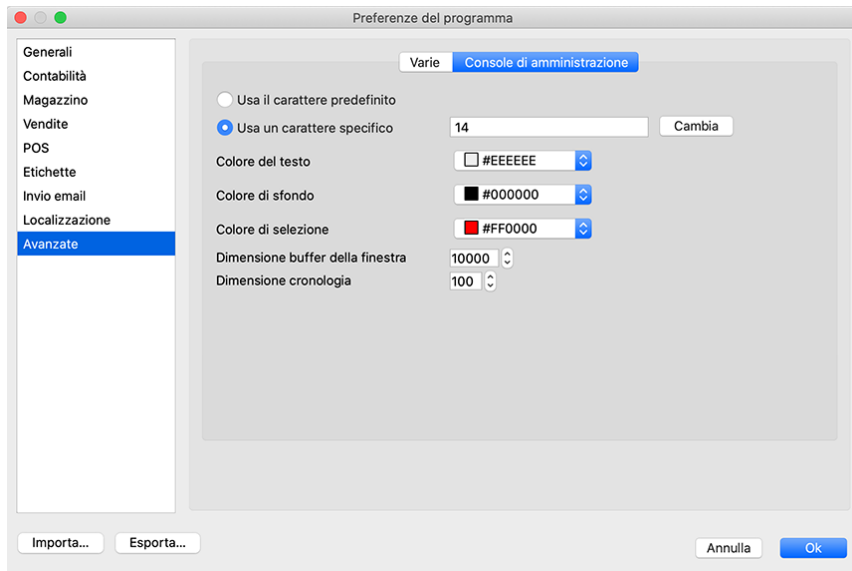 Preferenze del programma
Generali
Contabilità
Magazzino
Vendite
POS
Etichette
Invio email
Localizzazione
Avanzate
Varie
Console di amministrazione
Usa il carattere predefinito
Usa un carattere specifico
14
Cambia
Colore del testo
#EEEEEE
Colore di sfondo
#000000
Colore di selezione
#FF0000
Dimensione buffer della finestra
10000
Dimensione cronologia
100
Importa...
Esporta...
Annulla
Ok